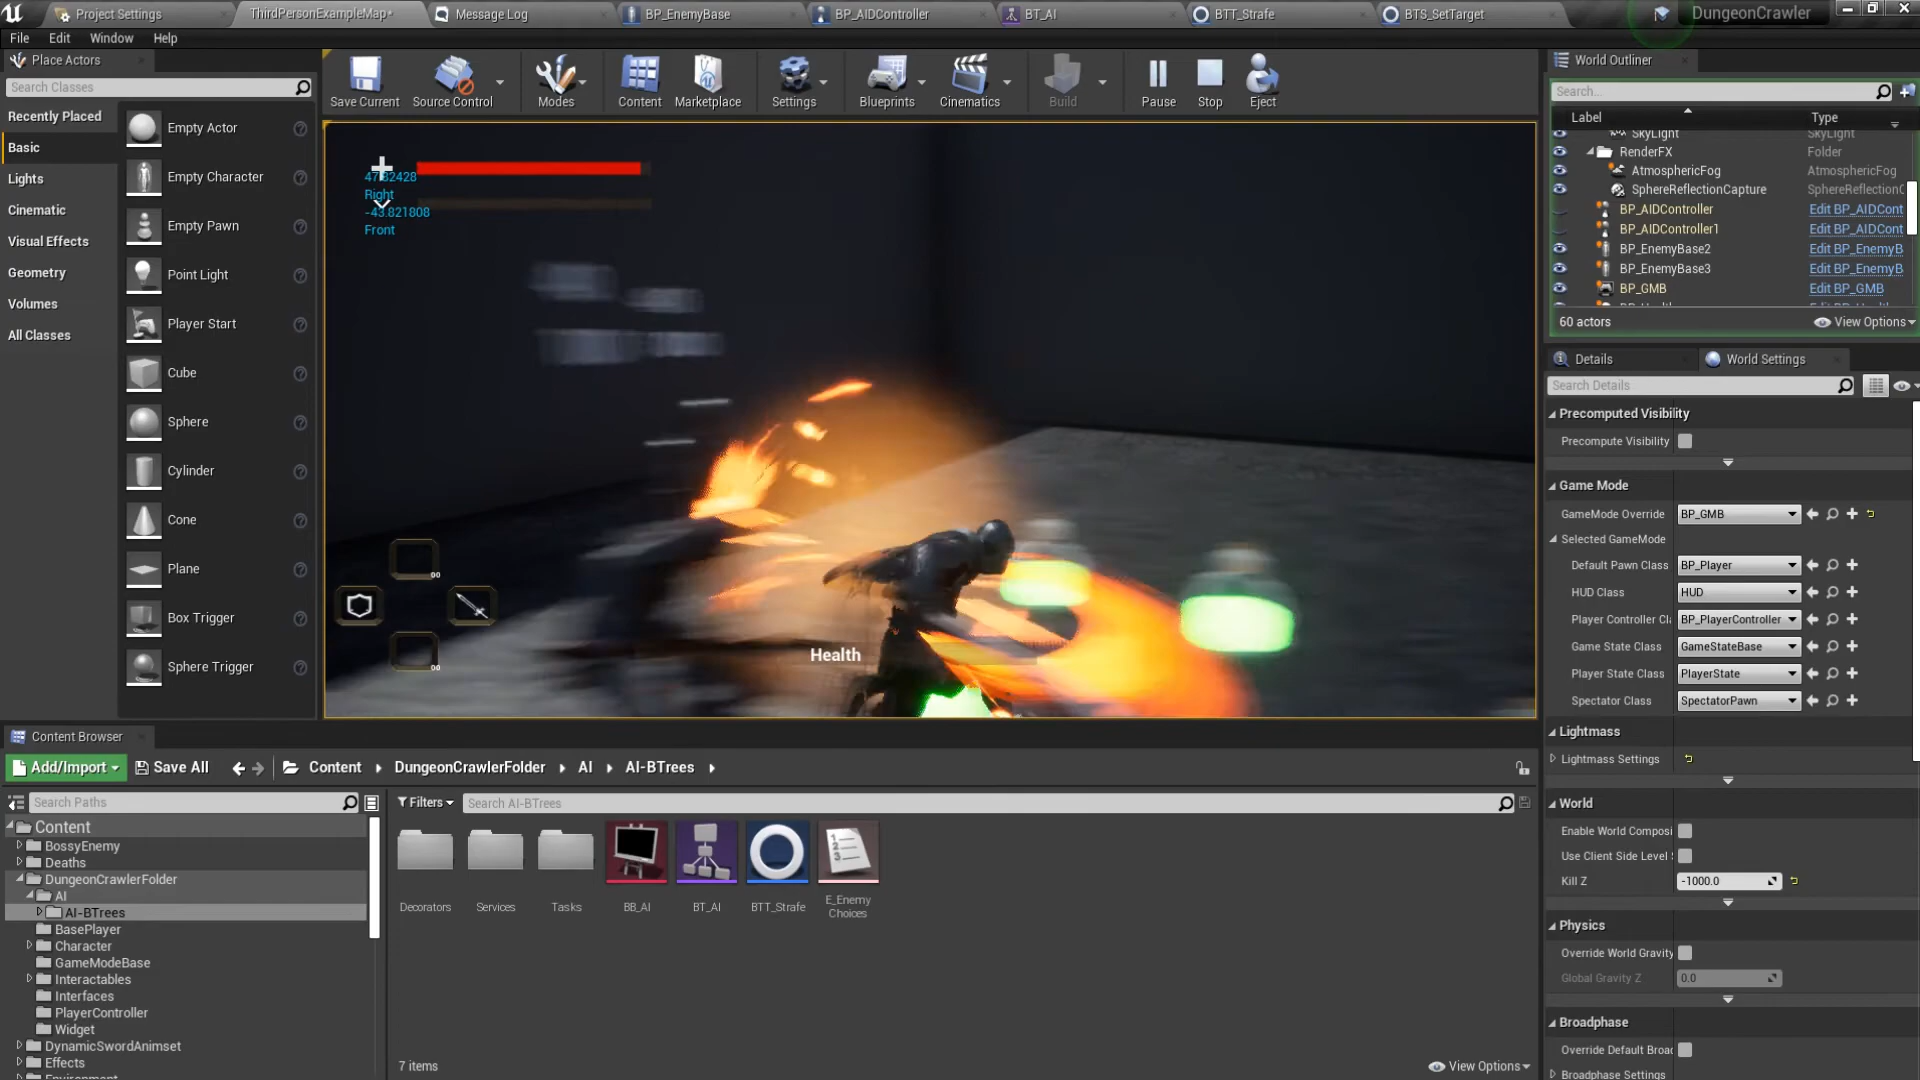 Project Settings
ThirdPersonExampleMap*
Message Log
BP_EnemyBase
BP_AIDController
BT_AI
BTT_Strafe
BTS_SetTarget
DungeonCrawler
File Edit Window Help
Place Actors
Search Classes
Recently Placed
Basic
Lights
Cinematic
Visual Effects
Geometry
Volumes
All Classes
Empty Actor
Empty Character
Empty Pawn
Point Light
Player Start
Cube
Sphere
Cylinder
Cone
Plane
Box Trigger
Sphere Trigger
Save Current
Source Control
Modes
Content
Marketplace
Settings
Blueprints
Cinematics
Build
Pause
Stop
Eject
47.82428
Right
-43.821808
Front
Health
World Outliner
Search...
Label Type
SkyLight SkyLight
RenderFX Folder
AtmosphericFog AtmosphericFog
SphereReflectionCapture SphereReflectionC
BP_AIDController Edit BP_AIDCont
BP_AIDController1 Edit BP_AIDCont
BP_EnemyBase2 Edit BP_EnemyB
BP_EnemyBase3 Edit BP_EnemyB
BP_GMB Edit BP_GMB
60 actors
View Options
Details
World Settings
Search Details
Precomputed Visibility
Precompute Visibility
Game Mode
GameMode Override BP_GMB
Selected GameMode
Default Pawn Class BP_Player
HUD Class HUD
Player Controller Cl BP_PlayerController
Game State Class GameStateBase
Player State Class PlayerState
Spectator Class SpectatorPawn
Lightmass
Lightmass Settings
World
Enable World Composi
Use Client Side Level S
Kill Z -1000.0
Physics
Override World Gravity
Global Gravity Z 0.0
Broadphase
Override Default Broad
Broadphase Settings
Content Browser
Add/Import
Save All
Content
DungeonCrawlerFolder
AI
AI-BTrees
Search Paths
Filters
Search AI-BTrees
Content
BossyEnemy
Deaths
DungeonCrawlerFolder
AI
AI-BTrees
BasePlayer
Character
GameModeBase
Interactables
Interfaces
PlayerController
Widget
DynamicSwordAnimset
Effects
Decorators
Services
Tasks
BB_AI
BT_AI
BTT_Strafe
E_Enemy
Choices
7 items
View Options